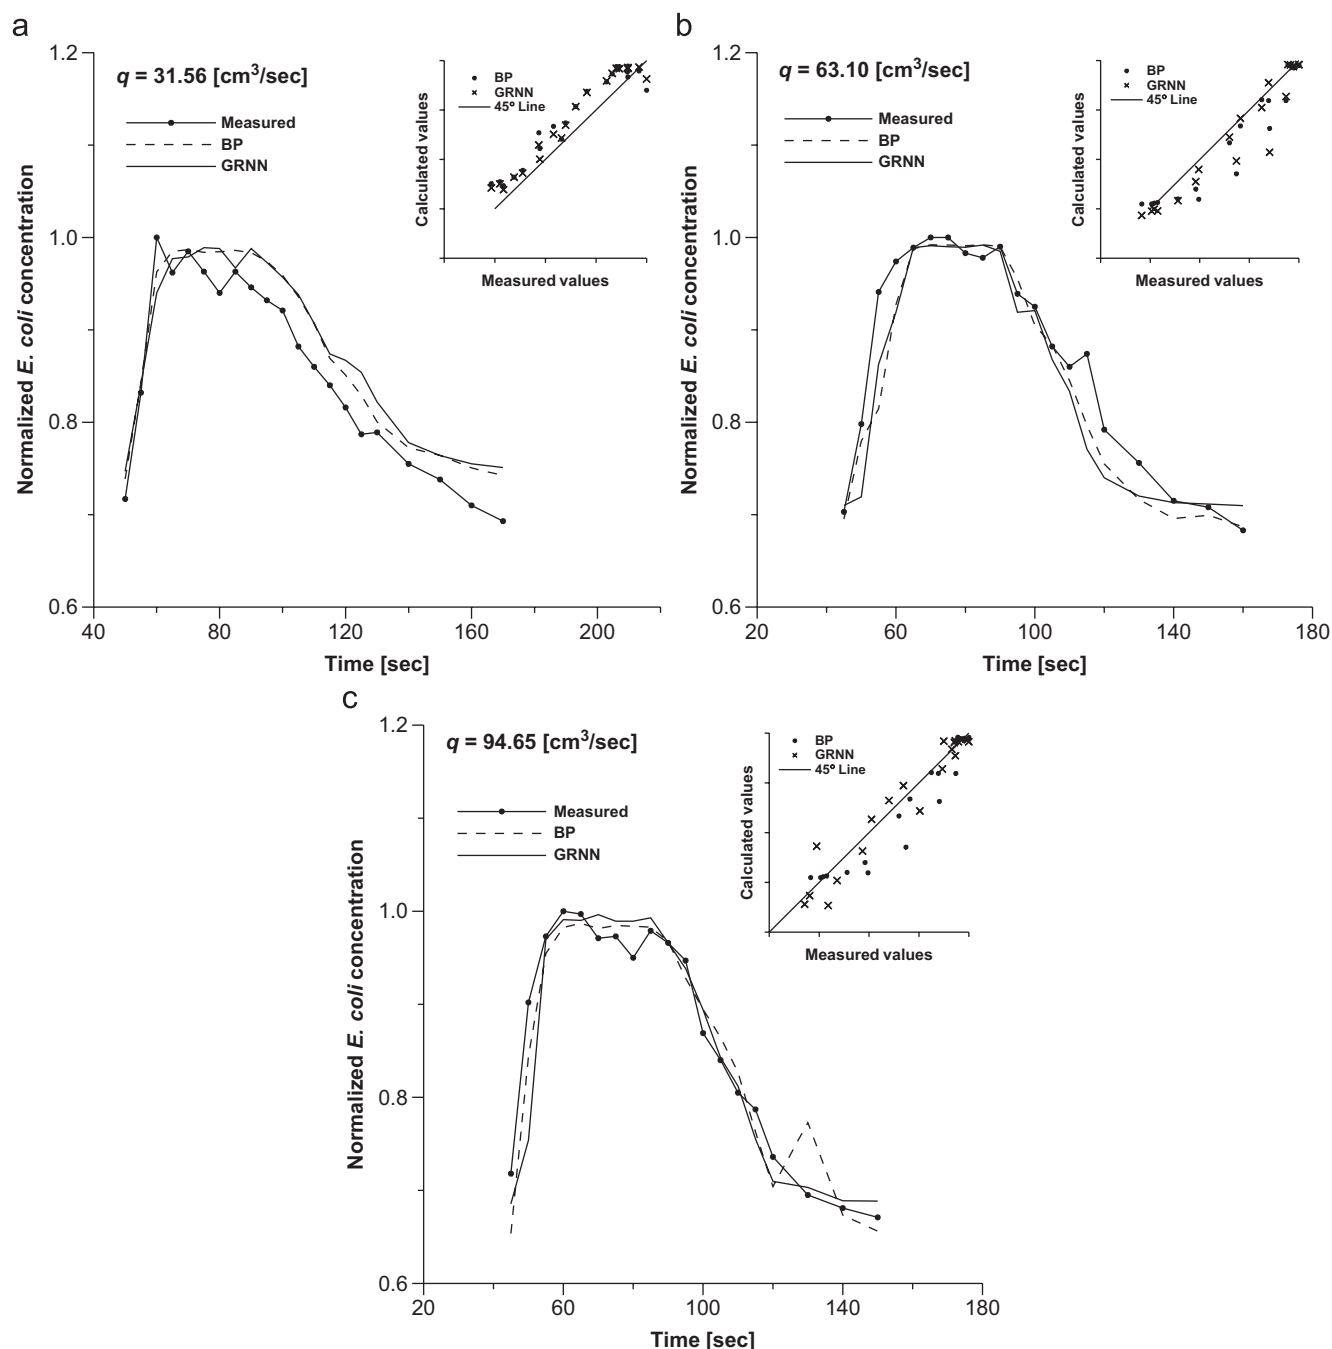 a
q = 31.56 [cm³/sec]
Measured
BP
GRNN
BP
GRNN
45° Line
Calculated values
Measured values
1.2
1.0
0.8
0.6
Normalized E. coli concentration
40 80 120 160 200
Time [sec]
b
q = 63.10 [cm³/sec]
Measured
BP
GRNN
BP
GRNN
45° Line
Calculated values
Measured values
1.2
1.0
0.8
0.6
Normalized E. coli concentration
20 60 100 140 180
Time [sec]
c
q = 94.65 [cm³/sec]
Measured
BP
GRNN
BP
GRNN
45° Line
Calculated values
Measured values
1.2
1.0
0.8
0.6
Normalized E. coli concentration
20 60 100 140 180
Time [sec]